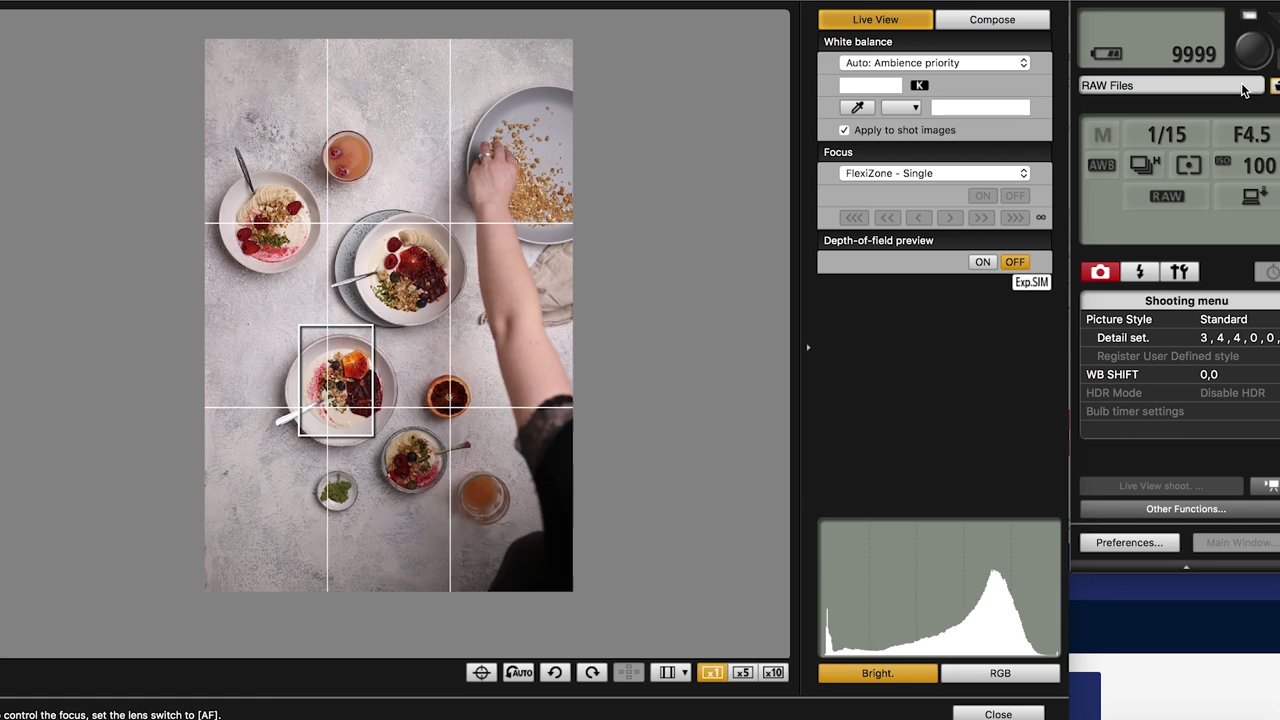 Live View
Compose
White balance
Auto: Ambience priority
K
Apply to shot images
Focus
FlexiZone - Single
ON OFF
<<< << < > >> >>> ∞
Depth-of-field preview
ON OFF
Exp.SIM
AUTO
x1 x5 x10
Bright.
RGB
control the focus, set the lens switch to [AF].
Close
9999
RAW Files
M 1/15 F4.5
AWB H ISO 100
RAW
Shooting menu
Picture Style Standard
Detail set. 3 , 4 , 4 , 0 , 0 ,
Register User Defined style
WB SHIFT 0,0
HDR Mode Disable HDR
Bulb timer settings
Live View shoot. ...
Other Functions...
Preferences...
Main Window...